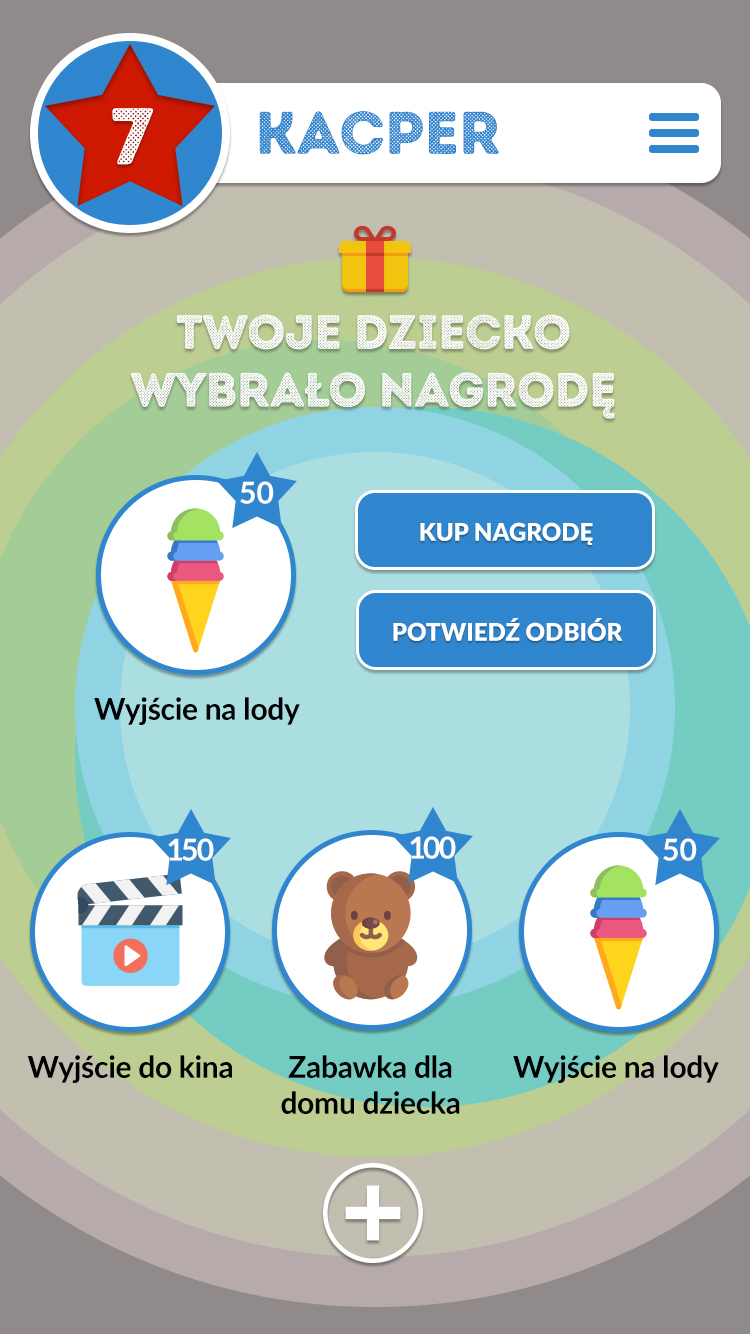 7
KACPER
TWOJE DZIECKO
WYBRAŁO NAGRODĘ
50
KUP NAGRODĘ
POTWIEDŹ ODBIÓR
Wyjście na lody
150
100
50
Wyjście do kina
Zabawka dla
domu dziecka
Wyjście na lody